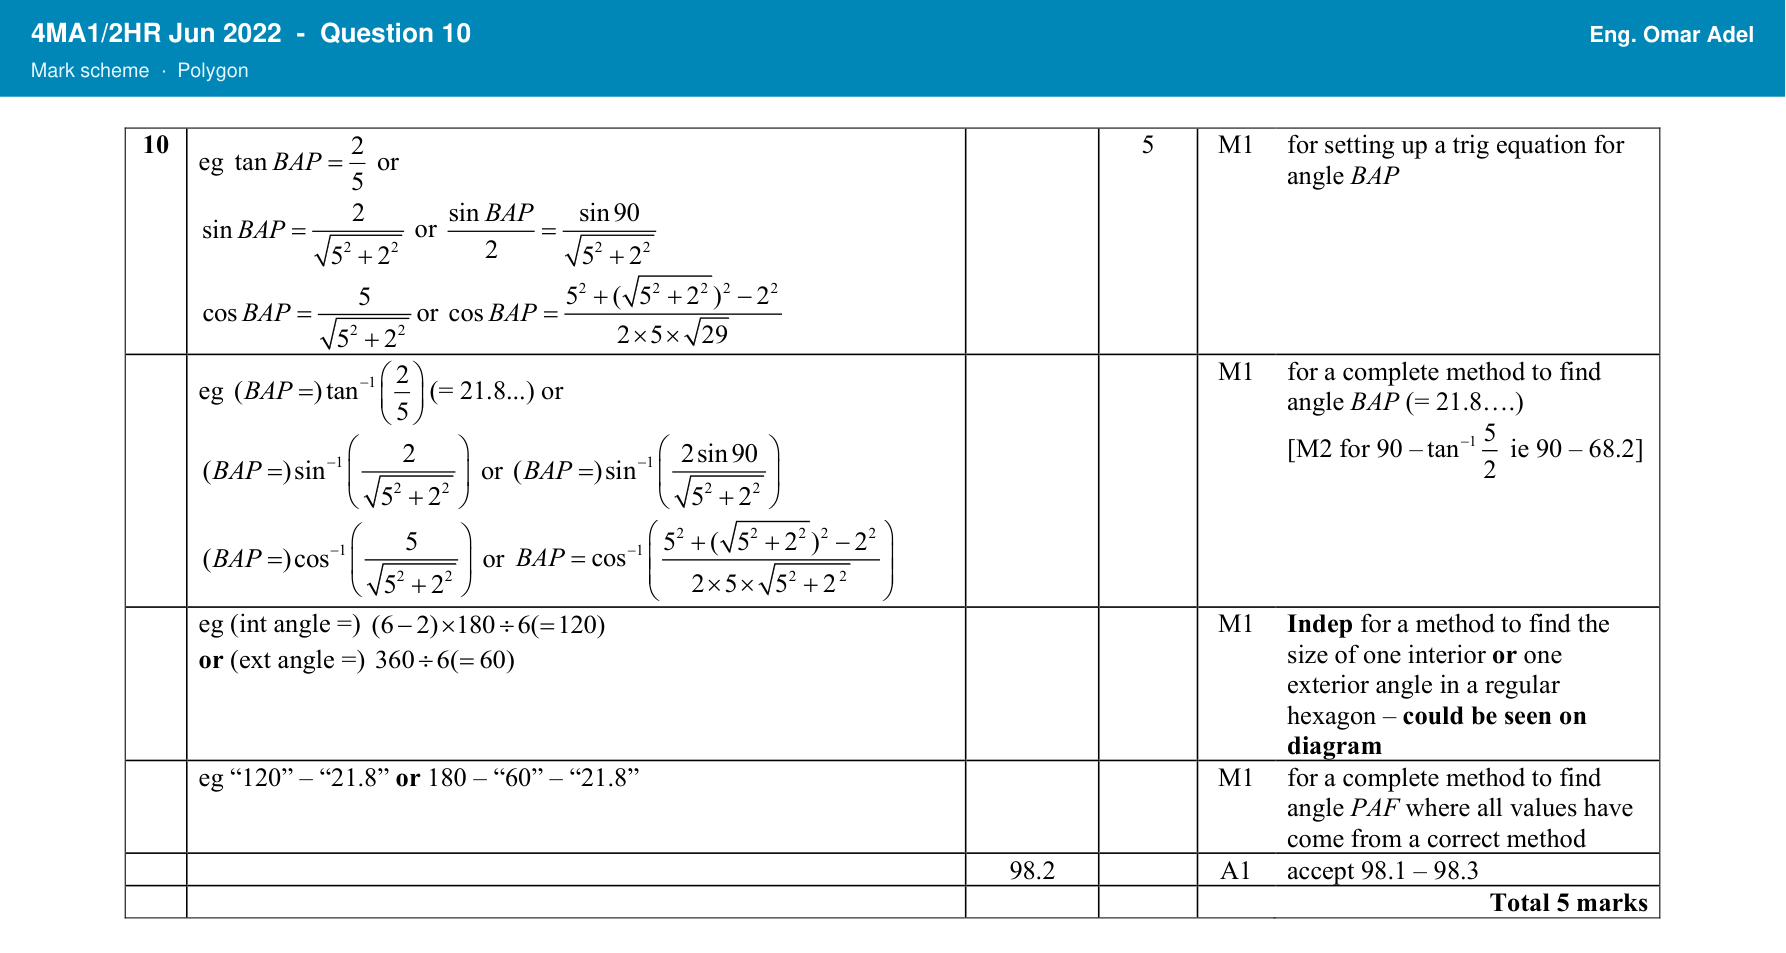 4MA1/2HR Jun 2022 - Question 10
Eng. Omar Adel
Mark scheme · Polygon
10 eg tan BAP = 2/5 or 5 M1 for setting up a trig equation for angle BAP
sin BAP = 2/√(5² + 2²) or sin BAP/2 = sin 90/√(5² + 2²)
cos BAP = 5/√(5² + 2²) or cos BAP = (5² + (√(5² + 2²))² − 2²)/(2×5×√29)
eg (BAP =) tan⁻¹(2/5) (= 21.8...) or M1 for a complete method to find angle BAP (= 21.8….)
[M2 for 90 – tan⁻¹ 5/2 ie 90 – 68.2]
(BAP =) sin⁻¹(2/√(5² + 2²)) or (BAP =) sin⁻¹(2 sin 90/√(5² + 2²))
(BAP =) cos⁻¹(5/√(5² + 2²)) or BAP = cos⁻¹((5² + (√(5² + 2²))² − 2²)/(2×5×√(5² + 2²)))
eg (int angle =) (6 − 2)×180 ÷ 6(= 120) M1 Indep for a method to find the
or (ext angle =) 360 ÷ 6(= 60) size of one interior or one
exterior angle in a regular
hexagon – could be seen on
diagram
eg “120” – “21.8” or 180 – “60” – “21.8” M1 for a complete method to find
angle PAF where all values have
come from a correct method
98.2 A1 accept 98.1 – 98.3
Total 5 marks